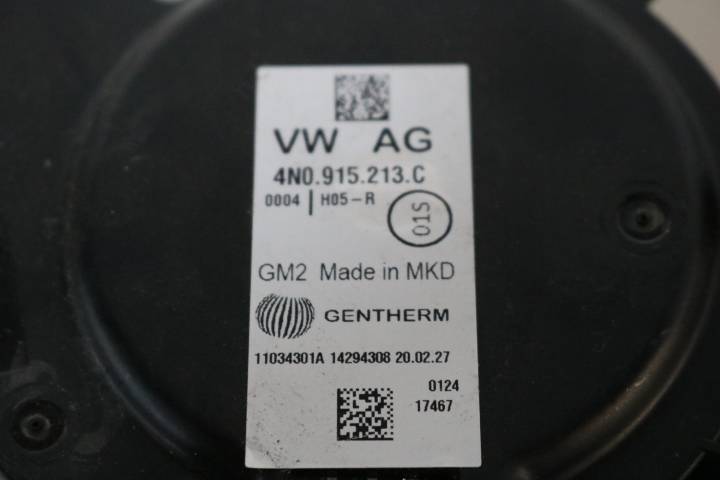 VW AG
4N0.915.213.C
0004 | H05-R
01S
GM2 Made in MKD
GENTHERM
11034301A 14294308 20.02.27
0124
17467